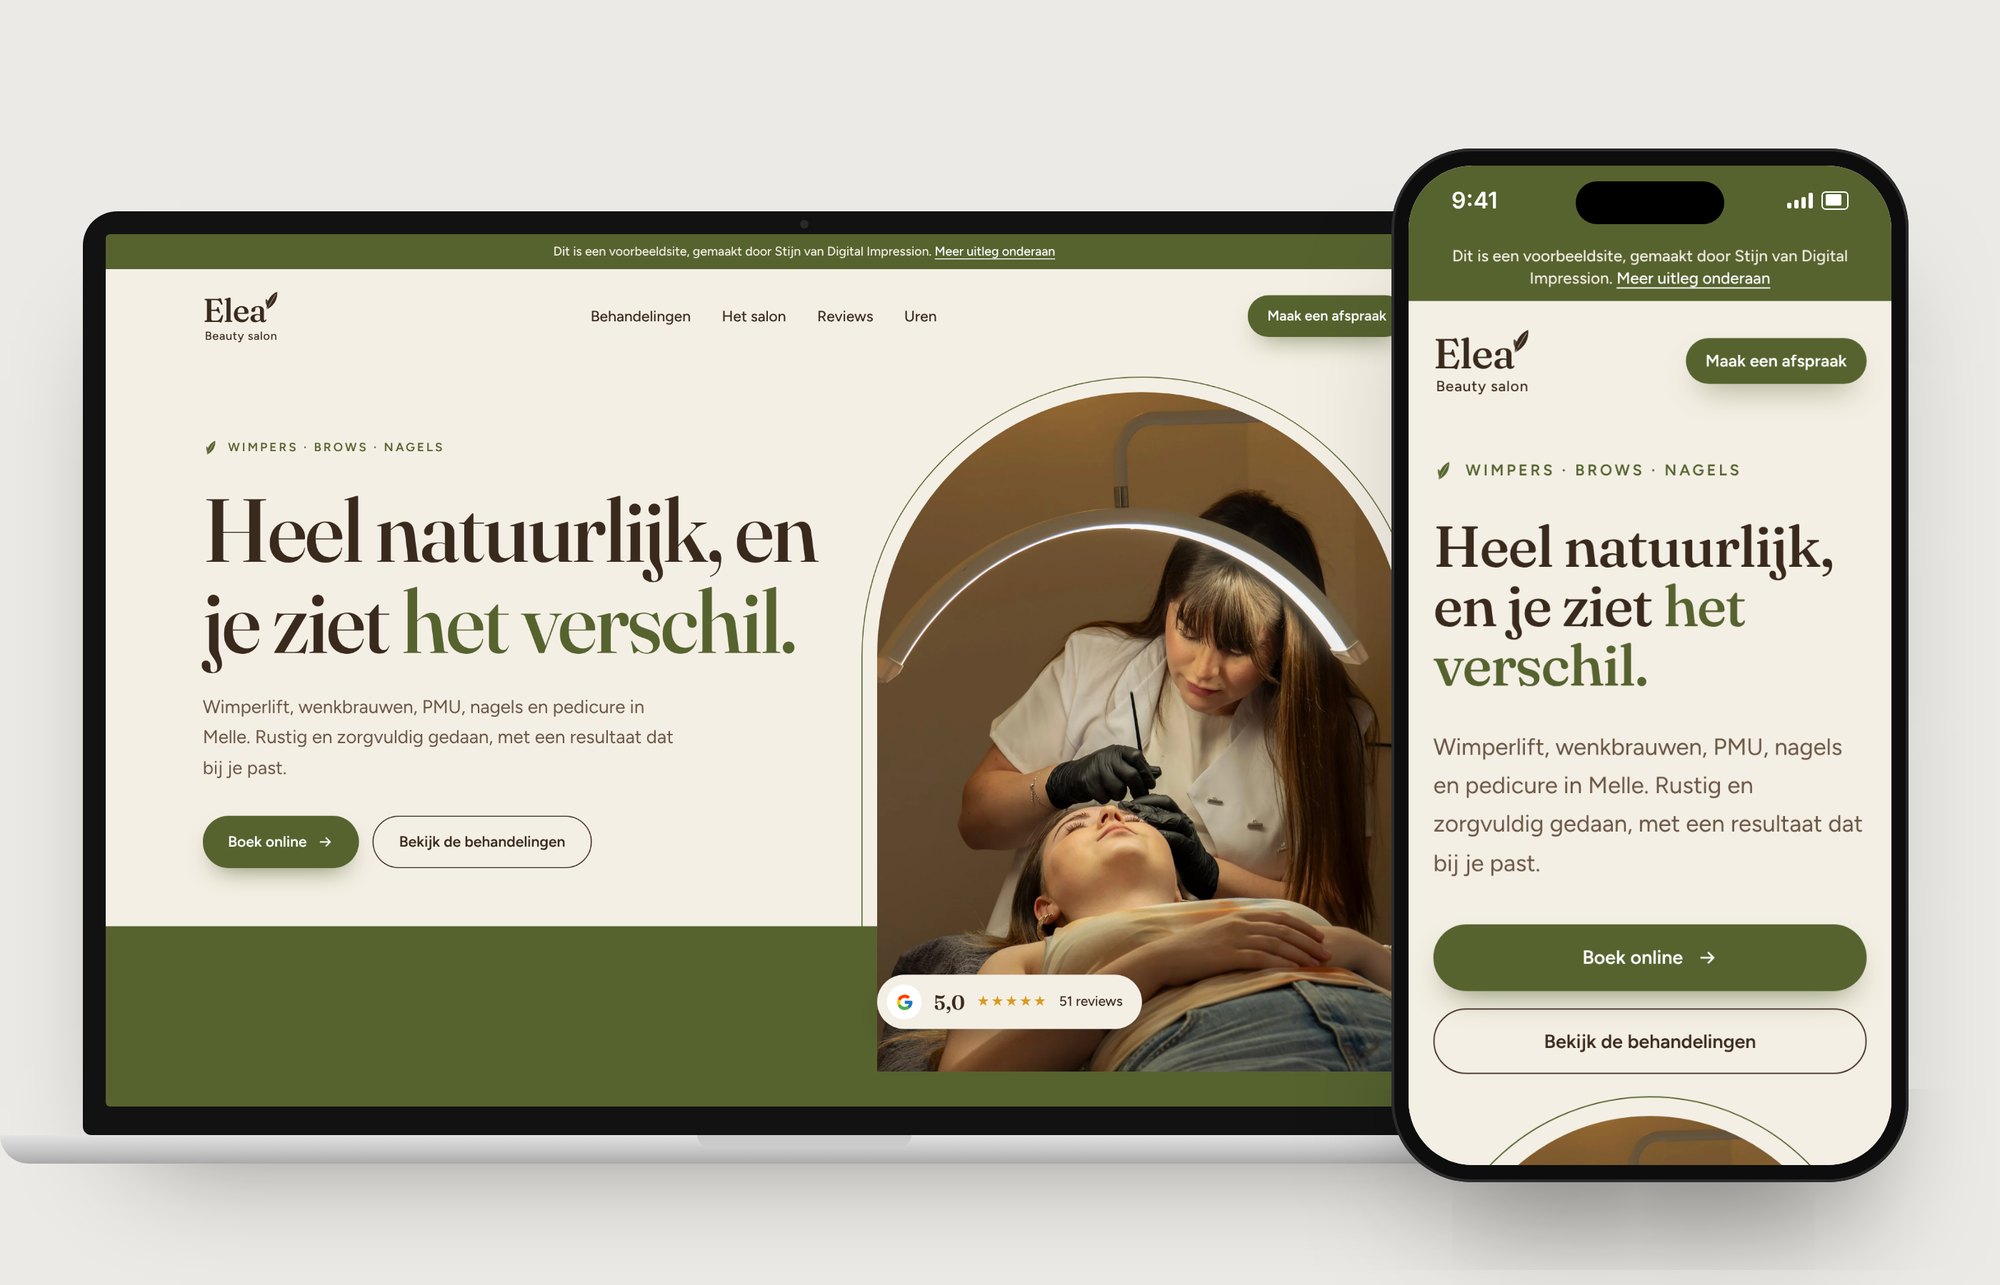 Dit is een voorbeeldsite, gemaakt door Stijn van Digital Impression. Meer uitleg onderaan
Elea
Beauty salon
Behandelingen Het salon Reviews Uren
Maak een afspraak
WIMPERS · BROWS · NAGELS
Heel natuurlijk, en
je ziet het verschil.
Wimperlift, wenkbrauwen, PMU, nagels en pedicure in
Melle. Rustig en zorgvuldig gedaan, met een resultaat dat
bij je past.
Boek online →
Bekijk de behandelingen
G 5,0 ★★★★★ 51 reviews
9:41
Dit is een voorbeeldsite, gemaakt door Stijn van Digital
Impression. Meer uitleg onderaan
Elea
Beauty salon
Maak een afspraak
WIMPERS · BROWS · NAGELS
Heel natuurlijk,
en je ziet het
verschil.
Wimperlift, wenkbrauwen, PMU, nagels
en pedicure in Melle. Rustig en
zorgvuldig gedaan, met een resultaat dat
bij je past.
Boek online →
Bekijk de behandelingen